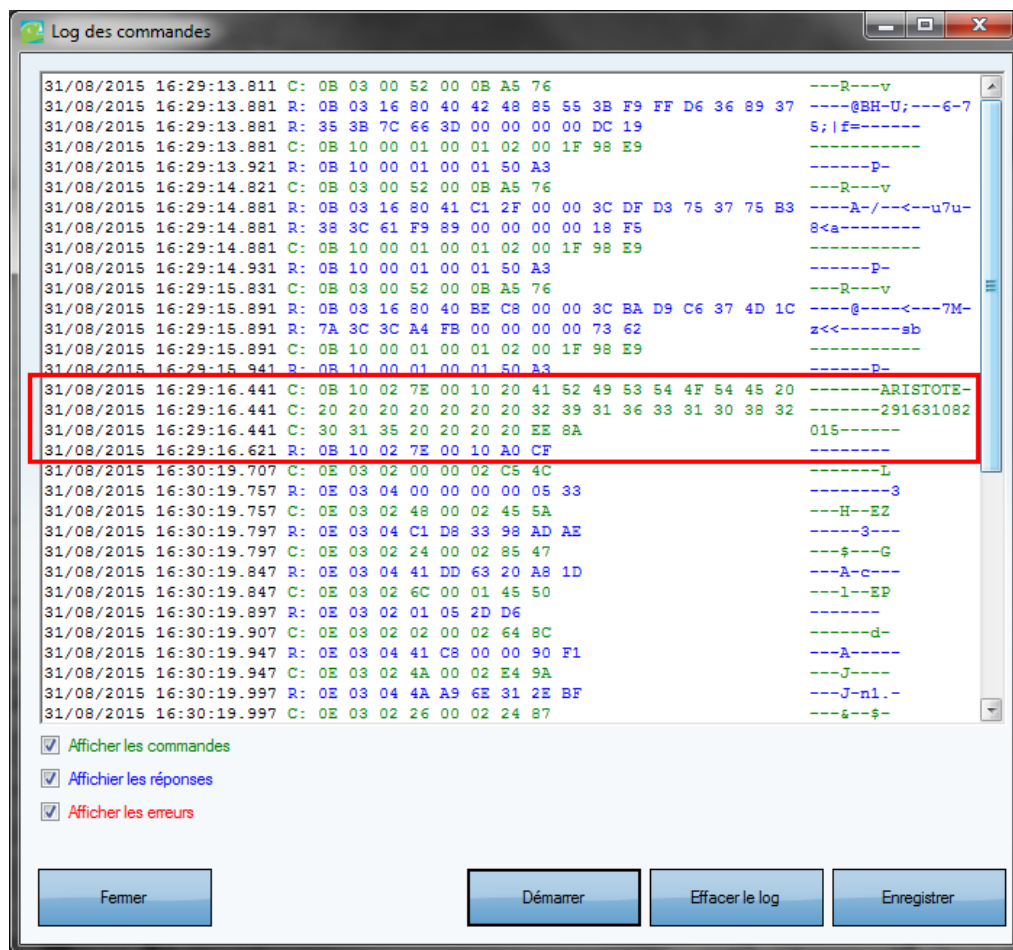 Log des commandes
31/08/2015 16:29:13.811 C: 0B 03 00 52 00 0B A5 76 ---R---v
31/08/2015 16:29:13.881 R: 0B 03 16 80 40 42 48 85 55 3B F9 FF D6 36 89 37 ----@BH-U;---6-7
31/08/2015 16:29:13.881 R: 35 3B 7C 66 3D 00 00 00 00 DC 19 5;|f=------
31/08/2015 16:29:13.881 C: 0B 10 00 01 00 01 02 00 1F 98 E9 -----------
31/08/2015 16:29:13.921 R: 0B 10 00 01 00 01 50 A3 ------P-
31/08/2015 16:29:14.821 C: 0B 03 00 52 00 0B A5 76 ---R---v
31/08/2015 16:29:14.881 R: 0B 03 16 80 41 C1 2F 00 00 3C DF D3 75 37 75 B3 ----A-/--<--u7u-
31/08/2015 16:29:14.881 R: 38 3C 61 F9 89 00 00 00 00 18 F5 8<a--------
31/08/2015 16:29:14.881 C: 0B 10 00 01 00 01 02 00 1F 98 E9 -----------
31/08/2015 16:29:14.931 R: 0B 10 00 01 00 01 50 A3 ------P-
31/08/2015 16:29:15.831 C: 0B 03 00 52 00 0B A5 76 ---R---v
31/08/2015 16:29:15.891 R: 0B 03 16 80 40 BE C8 00 00 3C BA D9 C6 37 4D 1C ----@----<---7M-
31/08/2015 16:29:15.891 R: 7A 3C 3C A4 FB 00 00 00 00 73 62 z<<------sb
31/08/2015 16:29:15.891 C: 0B 10 00 01 00 01 02 00 1F 98 E9 -----------
31/08/2015 16:29:15.941 R: 0B 10 00 01 00 01 50 A3 ------P-
31/08/2015 16:29:16.441 C: 0B 10 02 7E 00 10 20 41 52 49 53 54 4F 54 45 20 -------ARISTOTE-
31/08/2015 16:29:16.441 C: 20 20 20 20 20 20 20 32 39 31 36 33 31 30 38 32 -------291631082
31/08/2015 16:29:16.441 C: 30 31 35 20 20 20 20 EE 8A 015------
31/08/2015 16:29:16.621 R: 0B 10 02 7E 00 10 A0 CF --------
31/08/2015 16:30:19.707 C: 0E 03 02 00 00 02 C5 4C -------L
31/08/2015 16:30:19.757 R: 0E 03 04 00 00 00 00 05 33 --------3
31/08/2015 16:30:19.757 C: 0E 03 02 48 00 02 45 5A ---H--EZ
31/08/2015 16:30:19.797 R: 0E 03 04 C1 D8 33 98 AD AE -----3---
31/08/2015 16:30:19.797 C: 0E 03 02 24 00 02 85 47 ---$---G
31/08/2015 16:30:19.847 R: 0E 03 04 41 DD 63 20 A8 1D ---A-c---
31/08/2015 16:30:19.847 C: 0E 03 02 6C 00 01 45 50 ---l--EP
31/08/2015 16:30:19.897 R: 0E 03 02 01 05 2D D6 -------
31/08/2015 16:30:19.907 C: 0E 03 02 02 00 02 64 8C ------d-
31/08/2015 16:30:19.947 R: 0E 03 04 41 C8 00 00 90 F1 ---A-----
31/08/2015 16:30:19.947 C: 0E 03 02 4A 00 02 E4 9A ---J----
31/08/2015 16:30:19.997 R: 0E 03 04 4A A9 6E 31 2E BF ---J-n1.-
31/08/2015 16:30:19.997 C: 0E 03 02 26 00 02 24 87 ---&--$-
Afficher les commandes
Affichier les réponses
Afficher les erreurs
Fermer Démarrer Effacer le log Enregistrer